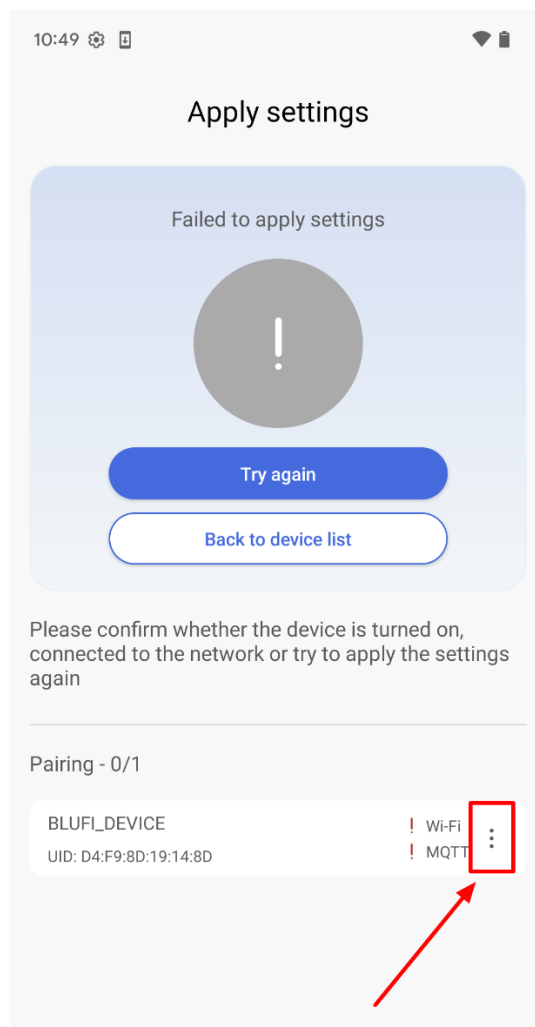 10:49
Apply settings
Failed to apply settings
!
Try again
Back to device list
Please confirm whether the device is turned on,
connected to the network or try to apply the settings
again
Pairing - 0/1
BLUFI_DEVICE
! Wi-Fi
UID: D4:F9:8D:19:14:8D
! MQTT